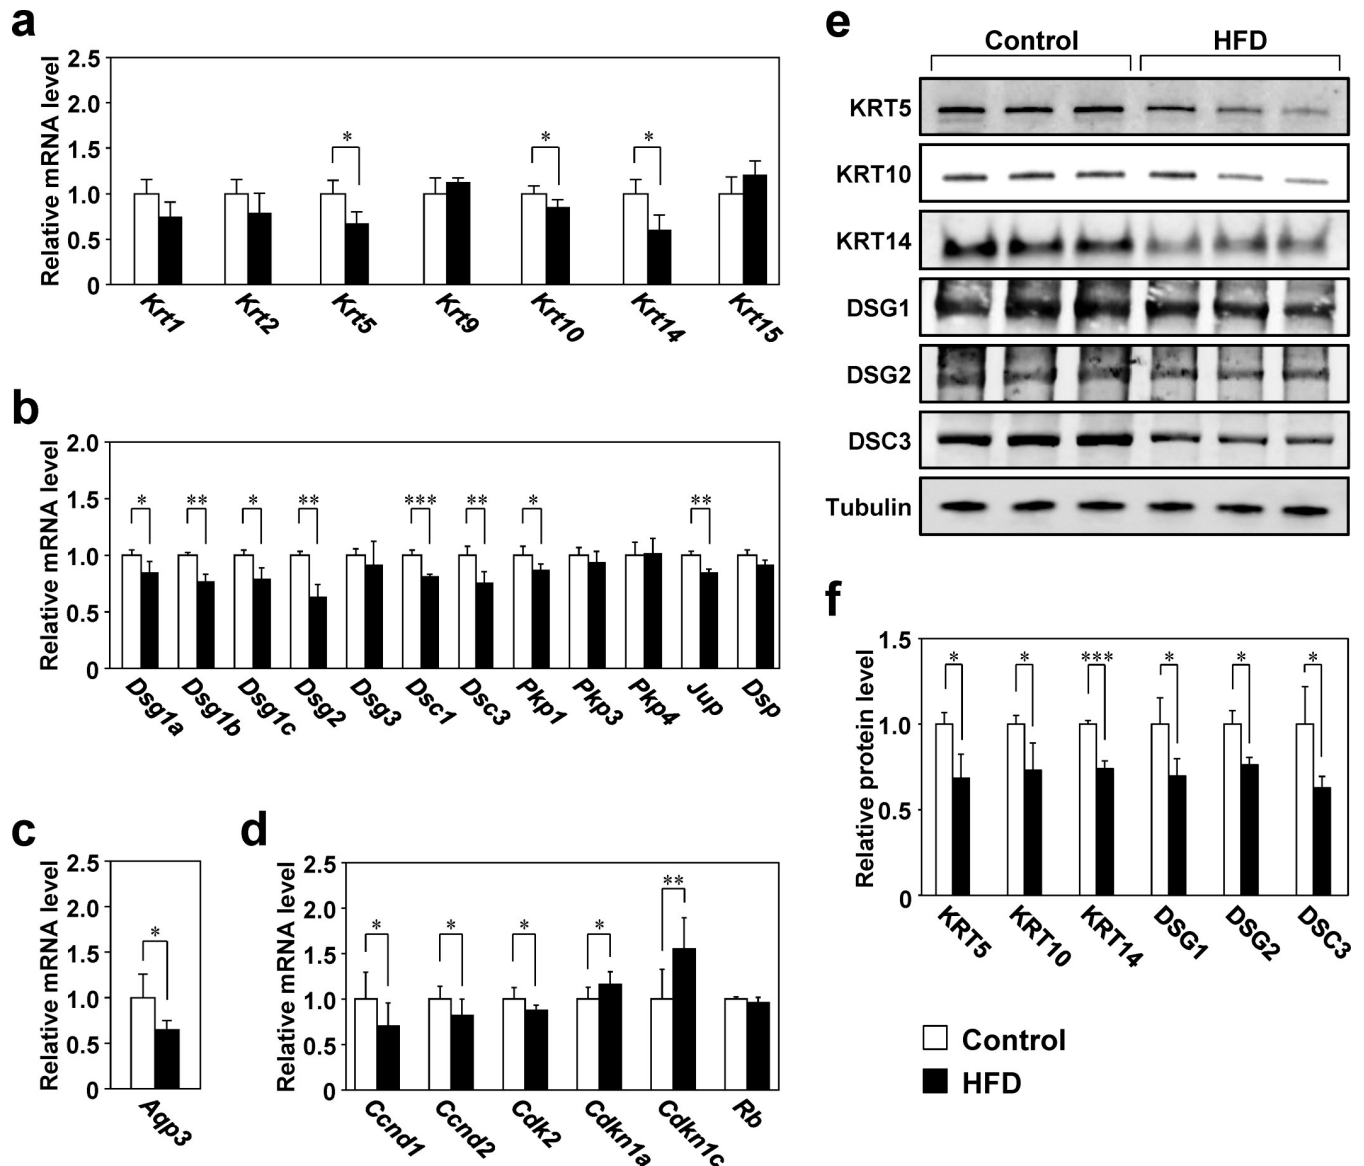 a
Relative mRNA level
2.5
2.0
1.5
1.0
0.5
0
* * *
Krt1 Krt2 Krt5 Krt9 Krt10 Krt14 Krt15
b
Relative mRNA level
2.0
1.5
1.0
0.5
0
* ** * ** *** ** * **
Dsg1a Dsg1b Dsg1c Dsg2 Dsg3 Dsc1 Dsc3 Pkp1 Pkp3 Pkp4 Jup Dsp
c
Relative mRNA level
2.5
2.0
1.5
1.0
0.5
0
*
Aqp3
d
Relative mRNA level
2.5
2.0
1.5
1.0
0.5
0
* * * * **
Ccnd1 Ccnd2 Cdk2 Cdkn1a Cdkn1c Rb
e
Control HFD
KRT5
KRT10
KRT14
DSG1
DSG2
DSC3
Tubulin
f
Relative protein level
1.5
1.0
0.5
0
* * *** * * *
KRT5 KRT10 KRT14 DSG1 DSG2 DSC3
Control
HFD